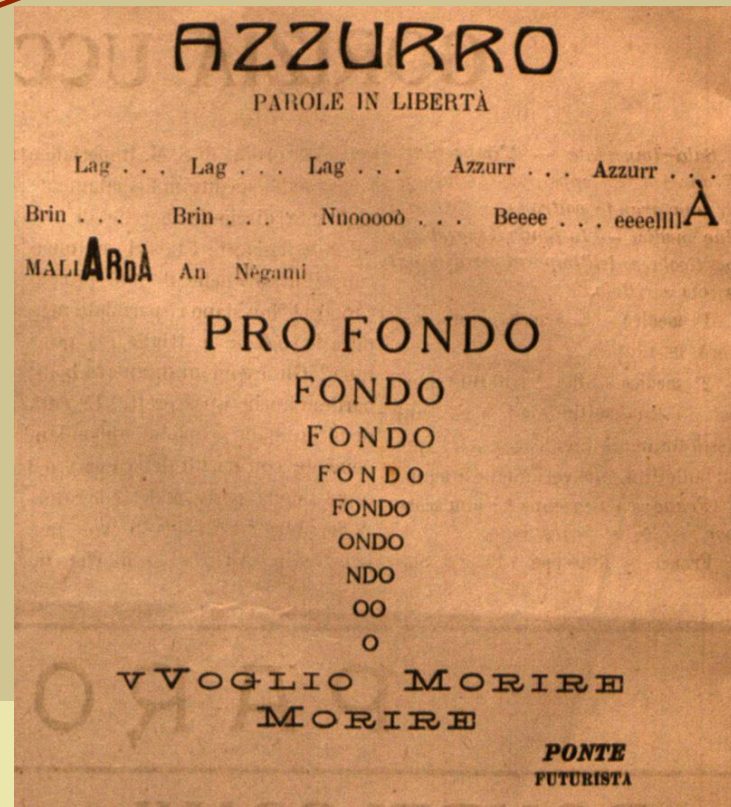 AZZURRO
PAROLE IN LIBERTÀ
Lag . . . Lag . . . Lag . . . Azzurr . . . Azzurr . . .
Brin . . . Brin . . . Nnooooò . . . Beeee . . . eeeellllÀ
MALIARDÀ An Nègami
PRO FONDO
FONDO
FONDO
FONDO
FONDO
ONDO
NDO
OO
O
V VOGLIO MORIRE
MORIRE
PONTE
FUTURISTA